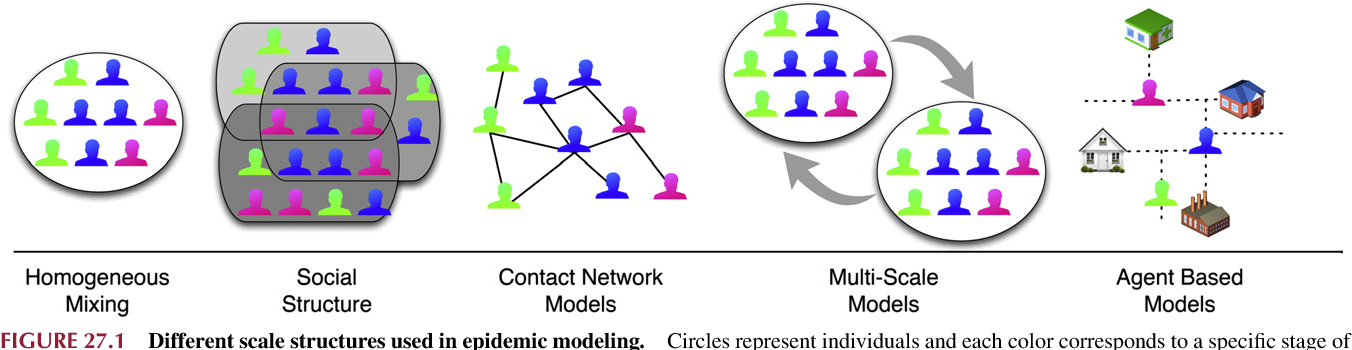 Homogeneous
Mixing
Social
Structure
Contact Network
Models
Multi-Scale
Models
Agent Based
Models
FIGURE 27.1 Different scale structures used in epidemic modeling. Circles represent individuals and each color corresponds to a specific stage of